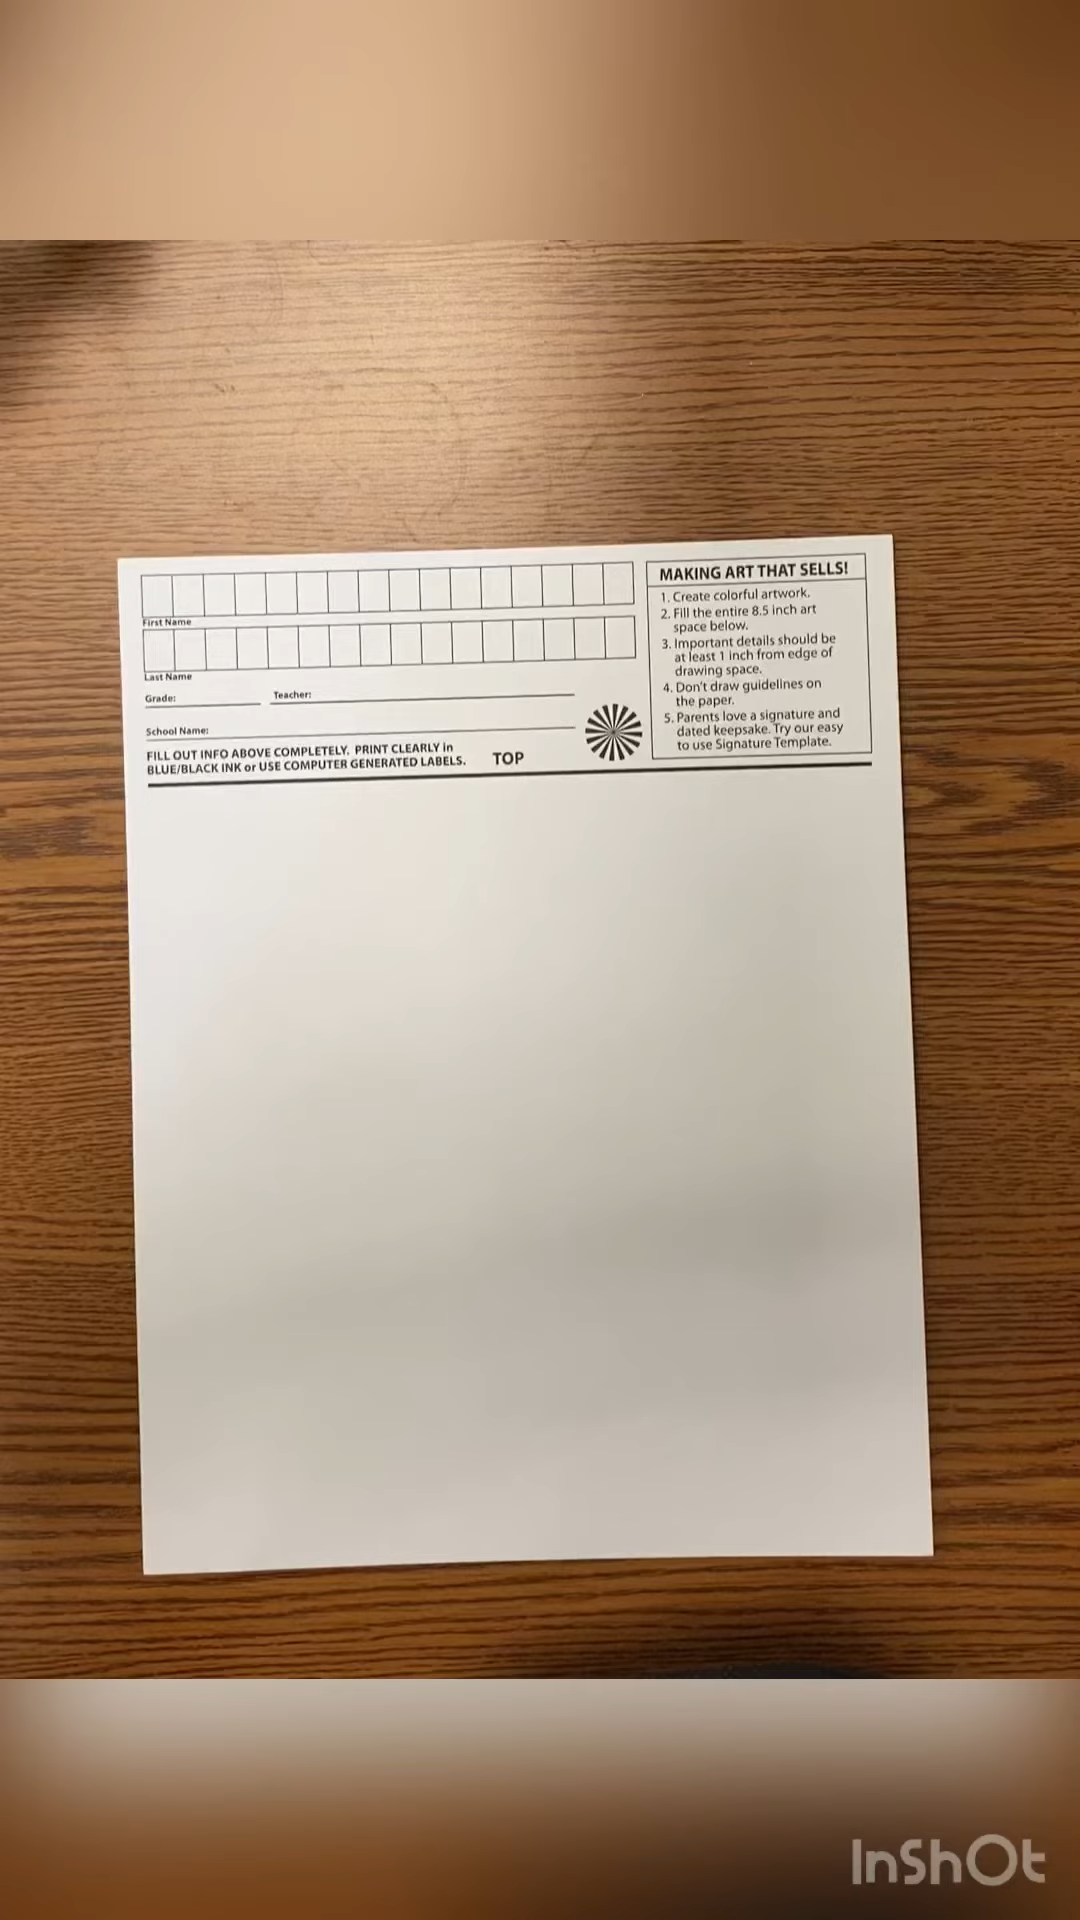 First Name
Last Name
Grade:
Teacher:
School Name:
FILL OUT INFO ABOVE COMPLETELY. PRINT CLEARLY in
BLUE/BLACK INK or USE COMPUTER GENERATED LABELS.
TOP
MAKING ART THAT SELLS!
1. Create colorful artwork.
2. Fill the entire 8.5 inch art
space below.
3. Important details should be
at least 1 inch from edge of
drawing space.
4. Don't draw guidelines on
the paper.
5. Parents love a signature and
dated keepsake. Try our easy
to use Signature Template.
InShOt